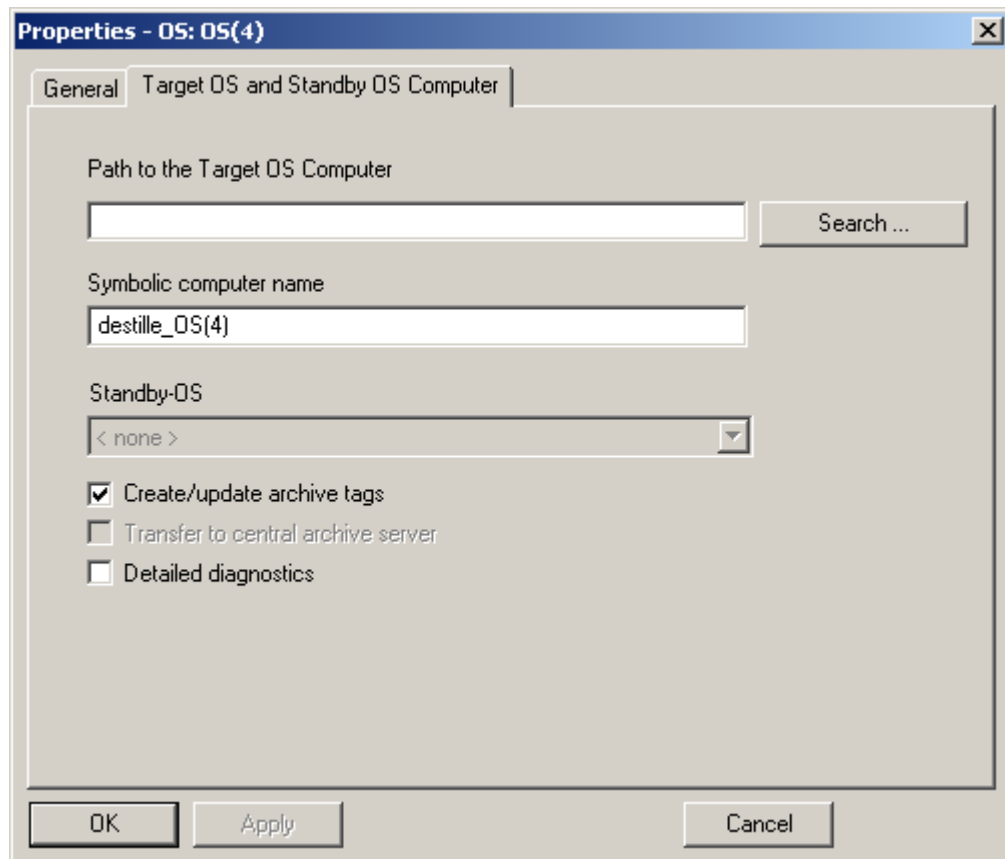 Properties - OS: OS(4)
General
Target OS and Standby OS Computer
Path to the Target OS Computer
Search ...
Symbolic computer name
destille_OS(4)
Standby-OS
< none >
Create/update archive tags
Transfer to central archive server
Detailed diagnostics
OK
Apply
Cancel